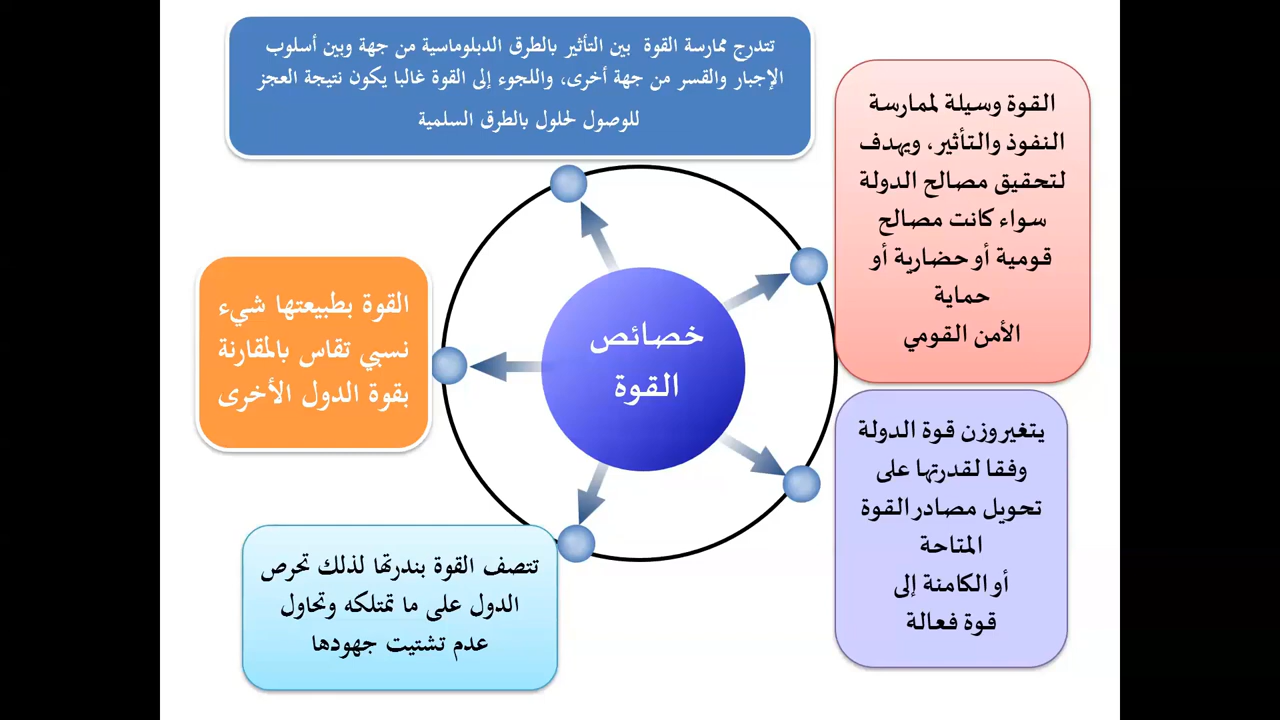 تتدرج ممارسة القوة بين التأثير بالطرق الدبلوماسية من جهة وبين أسلوب
الإجبار والقسر من جهة أخرى، واللجوء إلى القوة غالبا يكون نتيجة العجز
للوصول لحلول بالطرق السلمية
القوة وسيلة لممارسة
النفوذ والتأثير، ويهدف
لتحقيق مصالح الدولة
سواء كانت مصالح
قومية أو حضارية أو
حماية
الأمن القومي
خصائص
القوة
القوة بطبيعتها شيء
نسبي تقاس بالمقارنة
بقوة الدول الأخرى
يتغير وزن قوة الدولة
وفقا لقدرتها على
تحويل مصادر القوة
المتاحة
أو الكامنة إلى
قوة فعالة
تتصف القوة بندرتها لذلك تحرص
الدول على ما تمتلكه وتحاول
عدم تشتيت جهودها